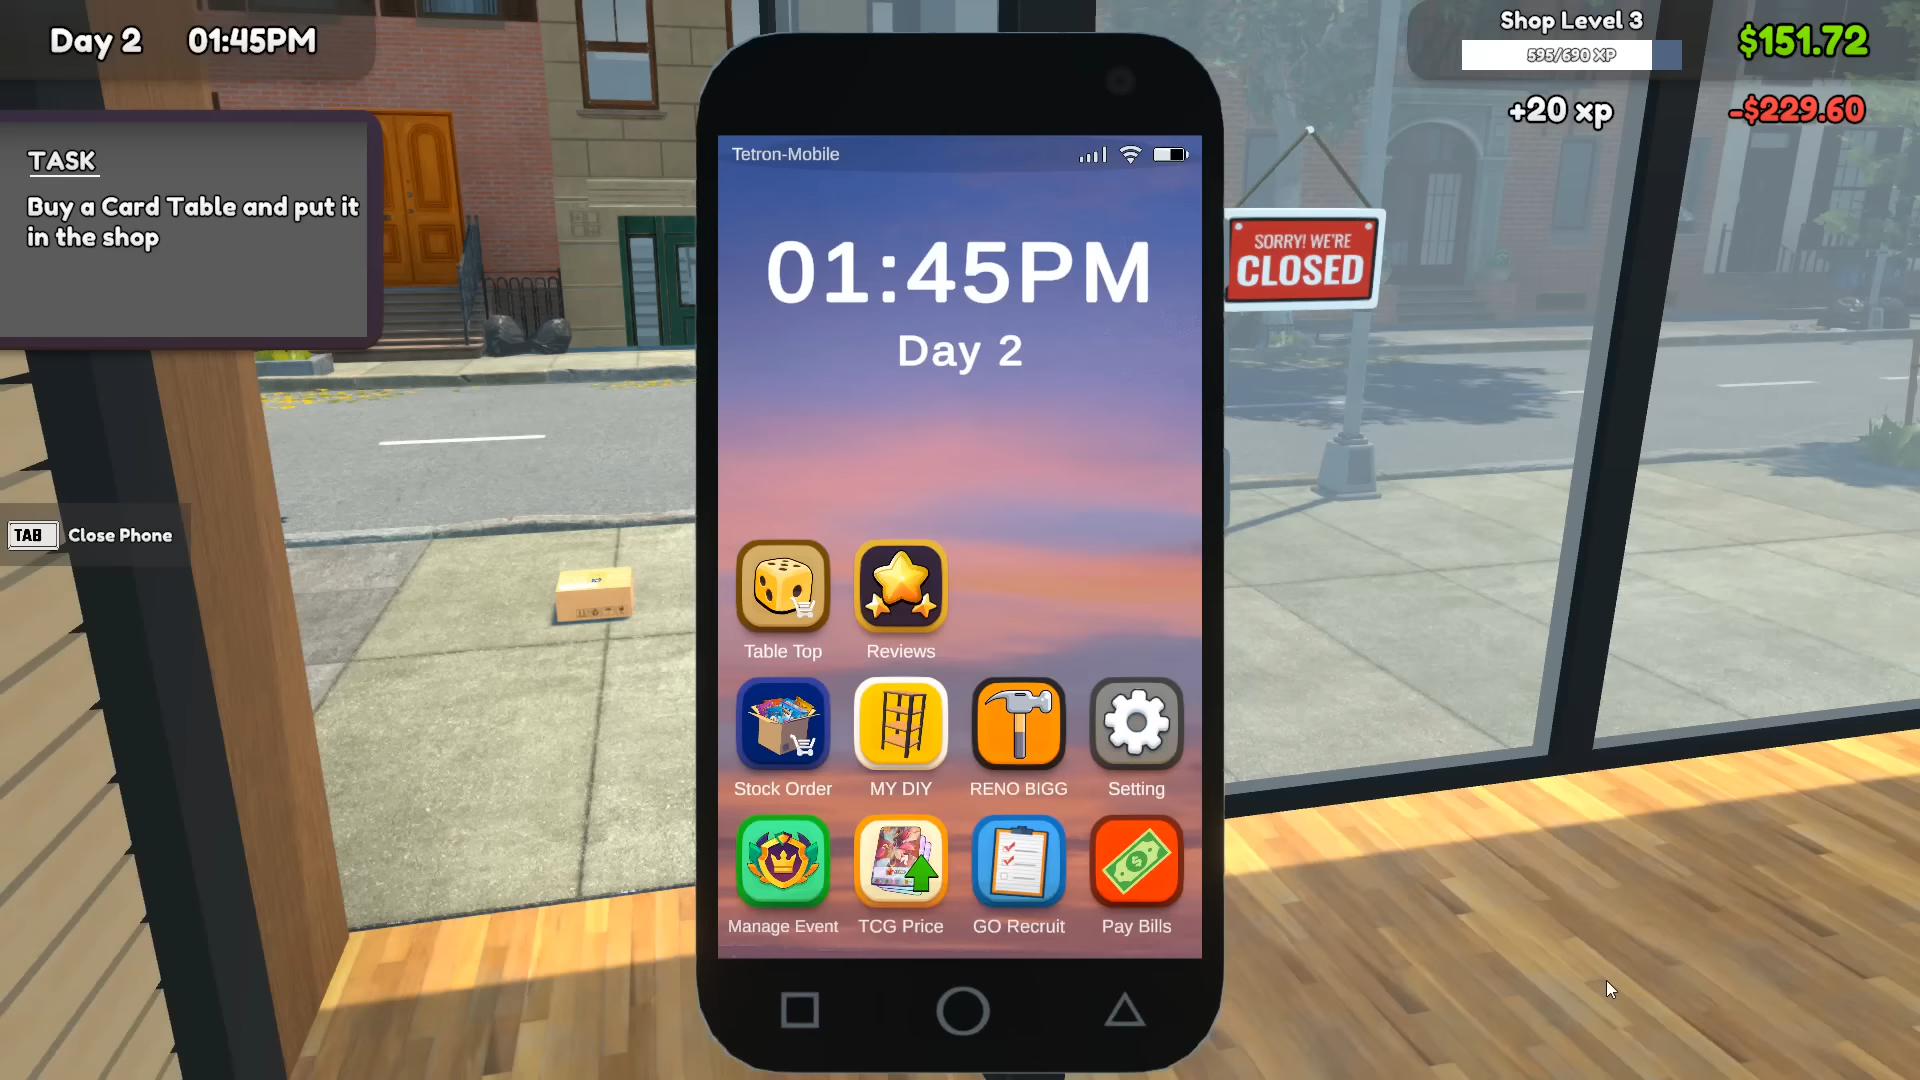 Day 2 01:45PM
Shop Level 3
595/690 XP
$151.72
+20 xp
-$229.60
TASK
Buy a Card Table and put it
in the shop
TAB Close Phone
Tetron-Mobile
01:45PM
Day 2
SORRY! WE'RE
CLOSED
Table Top
Reviews
Stock Order
MY DIY
RENO BIGG
Setting
Manage Event
TCG Price
GO Recruit
Pay Bills